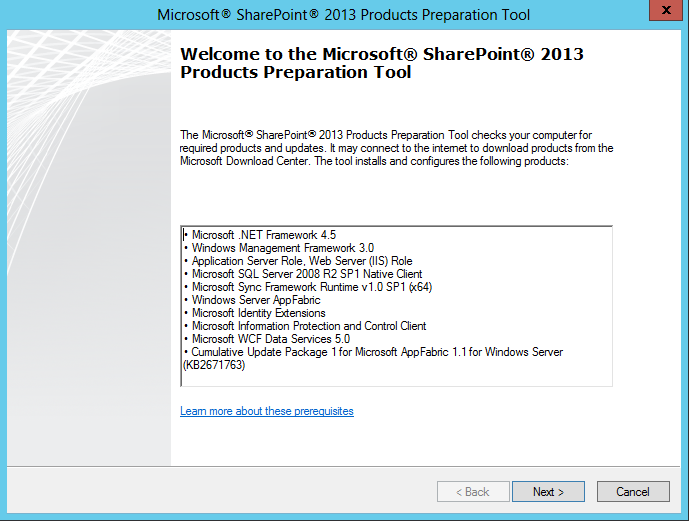 Microsoft® SharePoint® 2013 Products Preparation Tool
x
Welcome to the Microsoft® SharePoint® 2013
Products Preparation Tool
The Microsoft® SharePoint® 2013 Products Preparation Tool checks your computer for
required products and updates. It may connect to the internet to download products from the
Microsoft Download Center. The tool installs and configures the following products:
• Microsoft .NET Framework 4.5
• Windows Management Framework 3.0
• Application Server Role, Web Server (IIS) Role
• Microsoft SQL Server 2008 R2 SP1 Native Client
• Microsoft Sync Framework Runtime v1.0 SP1 (x64)
• Windows Server AppFabric
• Microsoft Identity Extensions
• Microsoft Information Protection and Control Client
• Microsoft WCF Data Services 5.0
• Cumulative Update Package 1 for Microsoft AppFabric 1.1 for Windows Server
(KB2671763)
Learn more about these prerequisites
< Back
Next >
Cancel